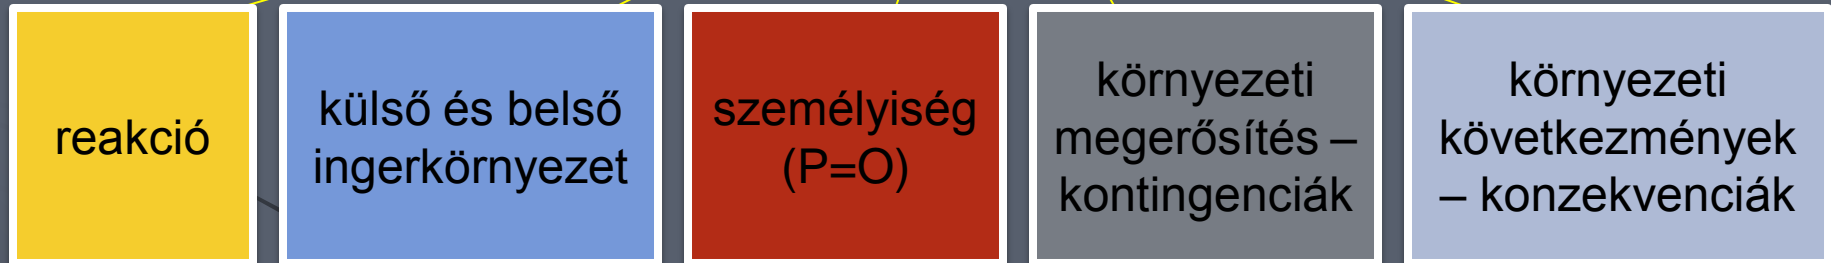 reakció
külső és belső
ingerkörnyezet
személyiség
(P=O)
környezeti
megerősítés –
kontingenciák
környezeti
következmények
– konzekvenciák